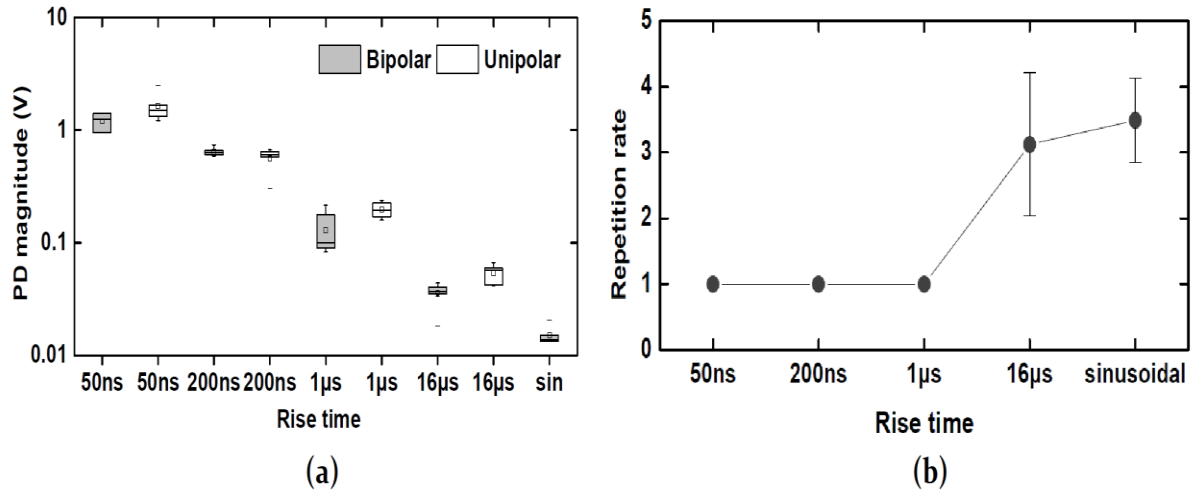 10
1
0.1
0.01
PD magnitude (V)
Bipolar
Unipolar
50ns 50ns 200ns 200ns 1µs 1µs 16µs 16µs sin
Rise time
(a)
5
4
3
2
1
0
Repetition rate
50ns 200ns 1µs 16µs sinusoidal
Rise time
(b)